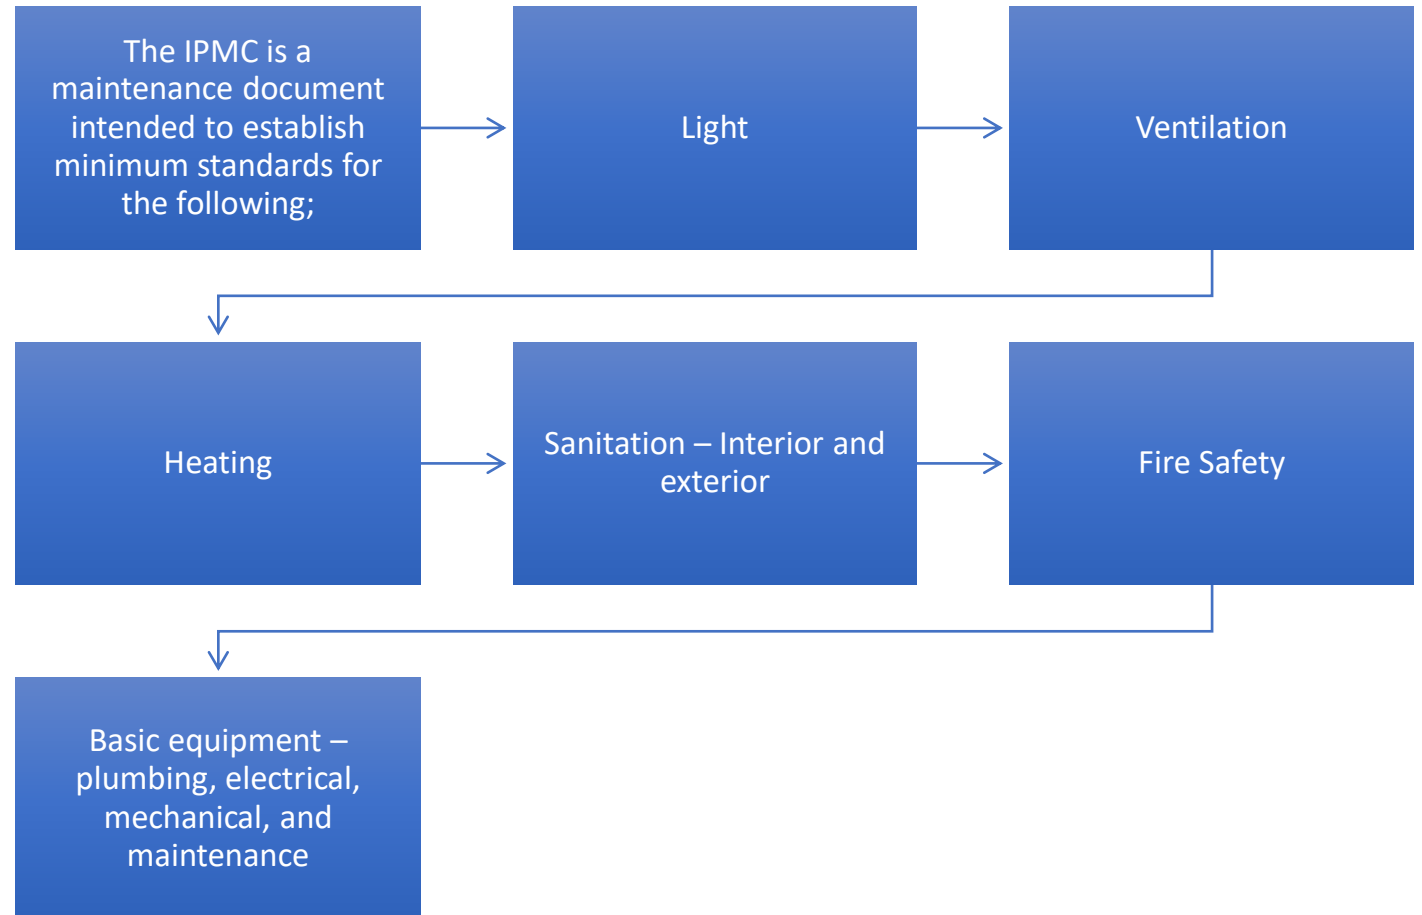 The IPMC is a
maintenance document
intended to establish
minimum standards for
the following;
Light
Ventilation
Heating
Sanitation – Interior and
exterior
Fire Safety
Basic equipment –
plumbing, electrical,
mechanical, and
maintenance